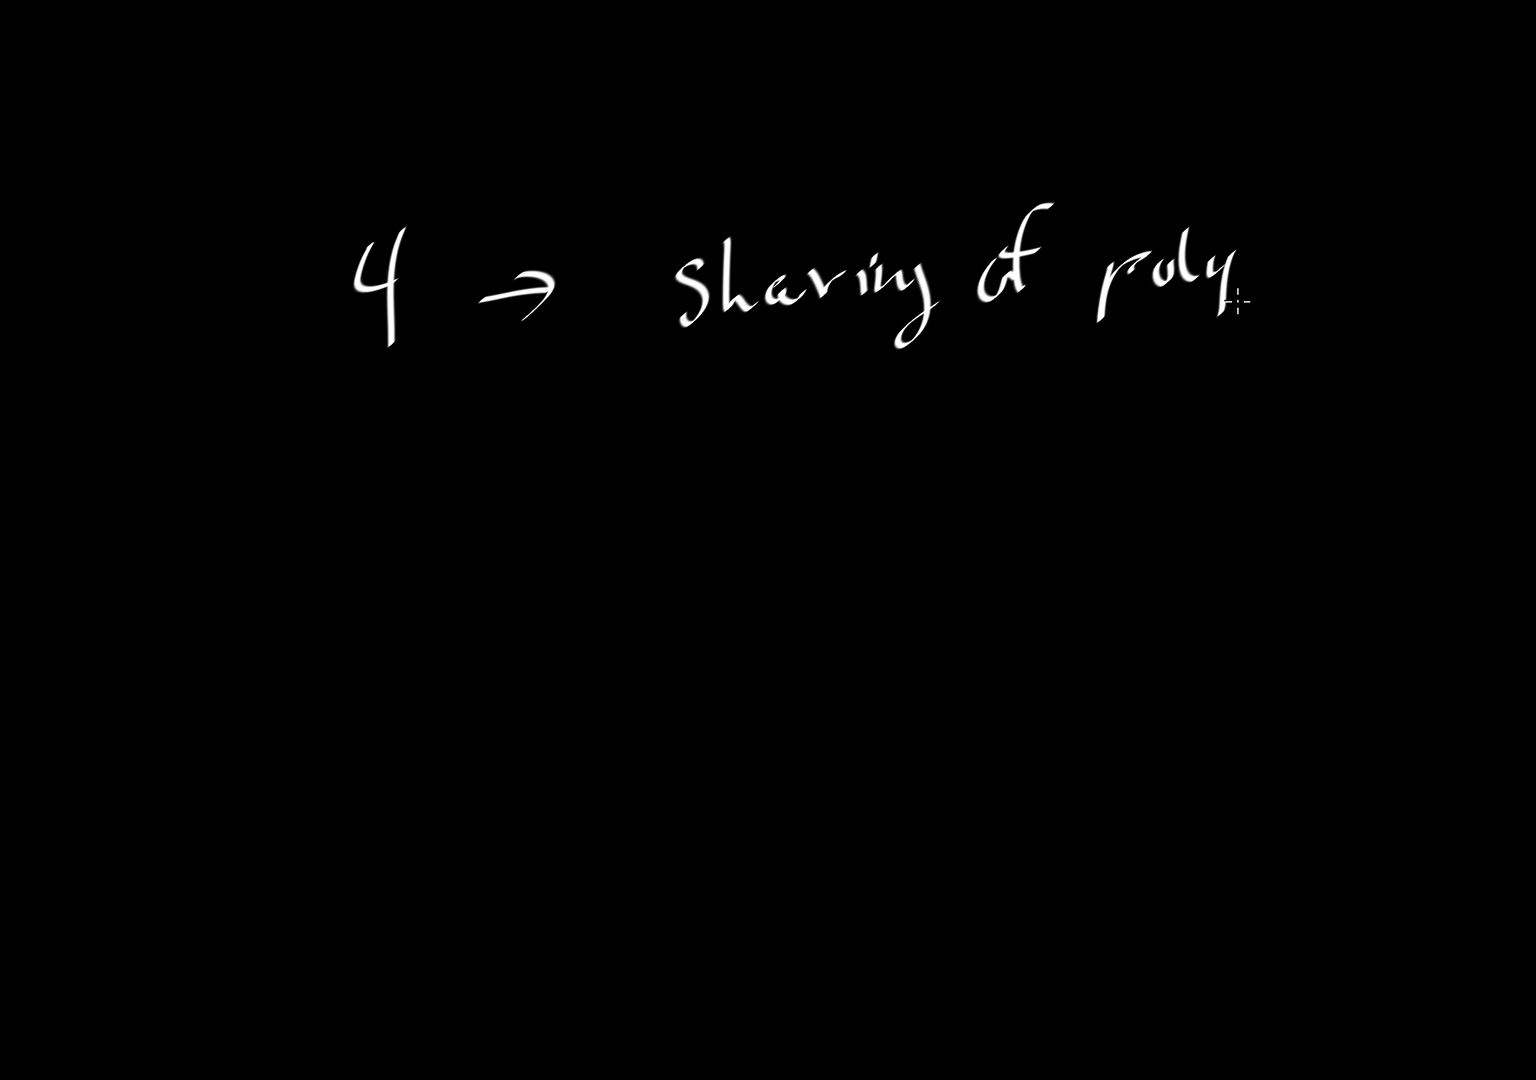 4 → sharing of poly